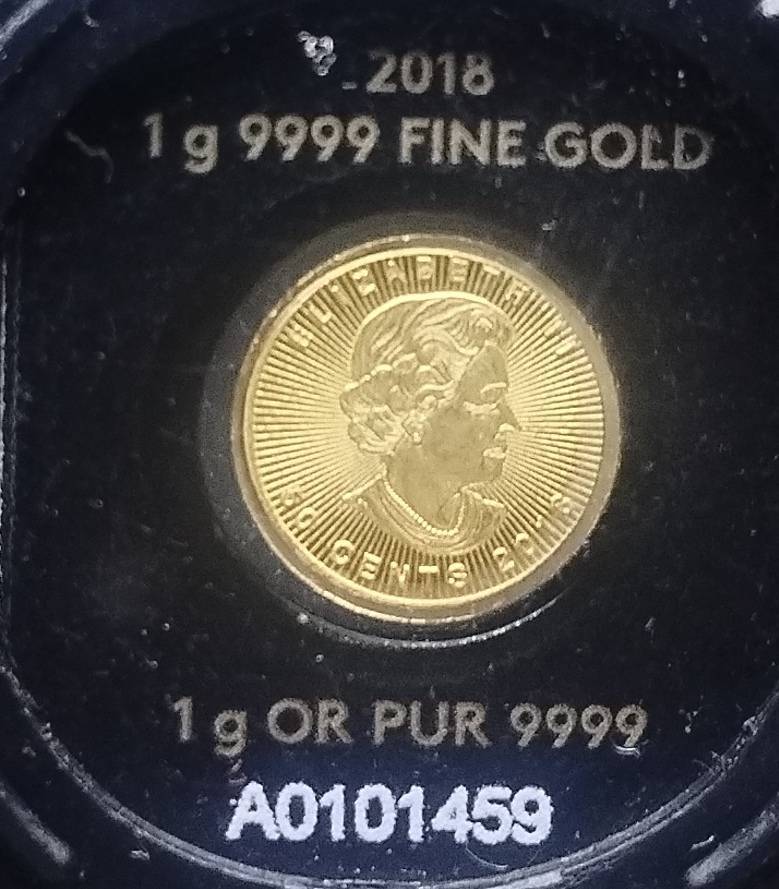 2018
1 g 9999 FINE GOLD
ELIZABETH II
50 CENTS 2018
1 g OR PUR 9999
A0101459